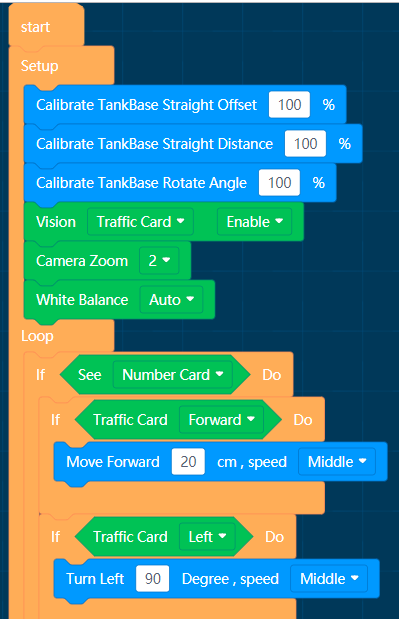 start
Setup
Calibrate TankBase Straight Offset 100 %
Calibrate TankBase Straight Distance 100 %
Calibrate TankBase Rotate Angle 100 %
Vision Traffic Card Enable
Camera Zoom 2
White Balance Auto
Loop
If See Number Card Do
If Traffic Card Forward Do
Move Forward 20 cm , speed Middle
If Traffic Card Left Do
Turn Left 90 Degree , speed Middle